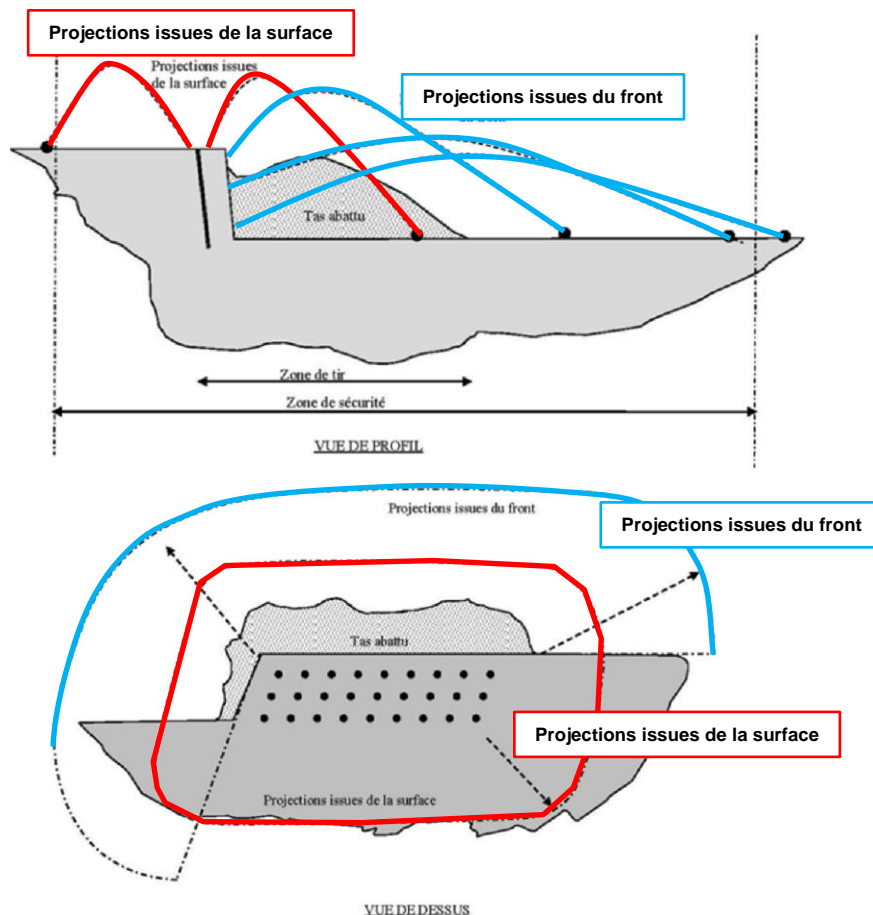 Projections issues de la surface
Projections issues
de la surface
Projections issues du front
Tas abattu
Zone de tir
Zone de sécurité
VUE DE PROFIL
Projections issues du front
Projections issues du front
Tas abattu
Projections issues de la surface
Projections issues de la surface
VUE DE DESSUS